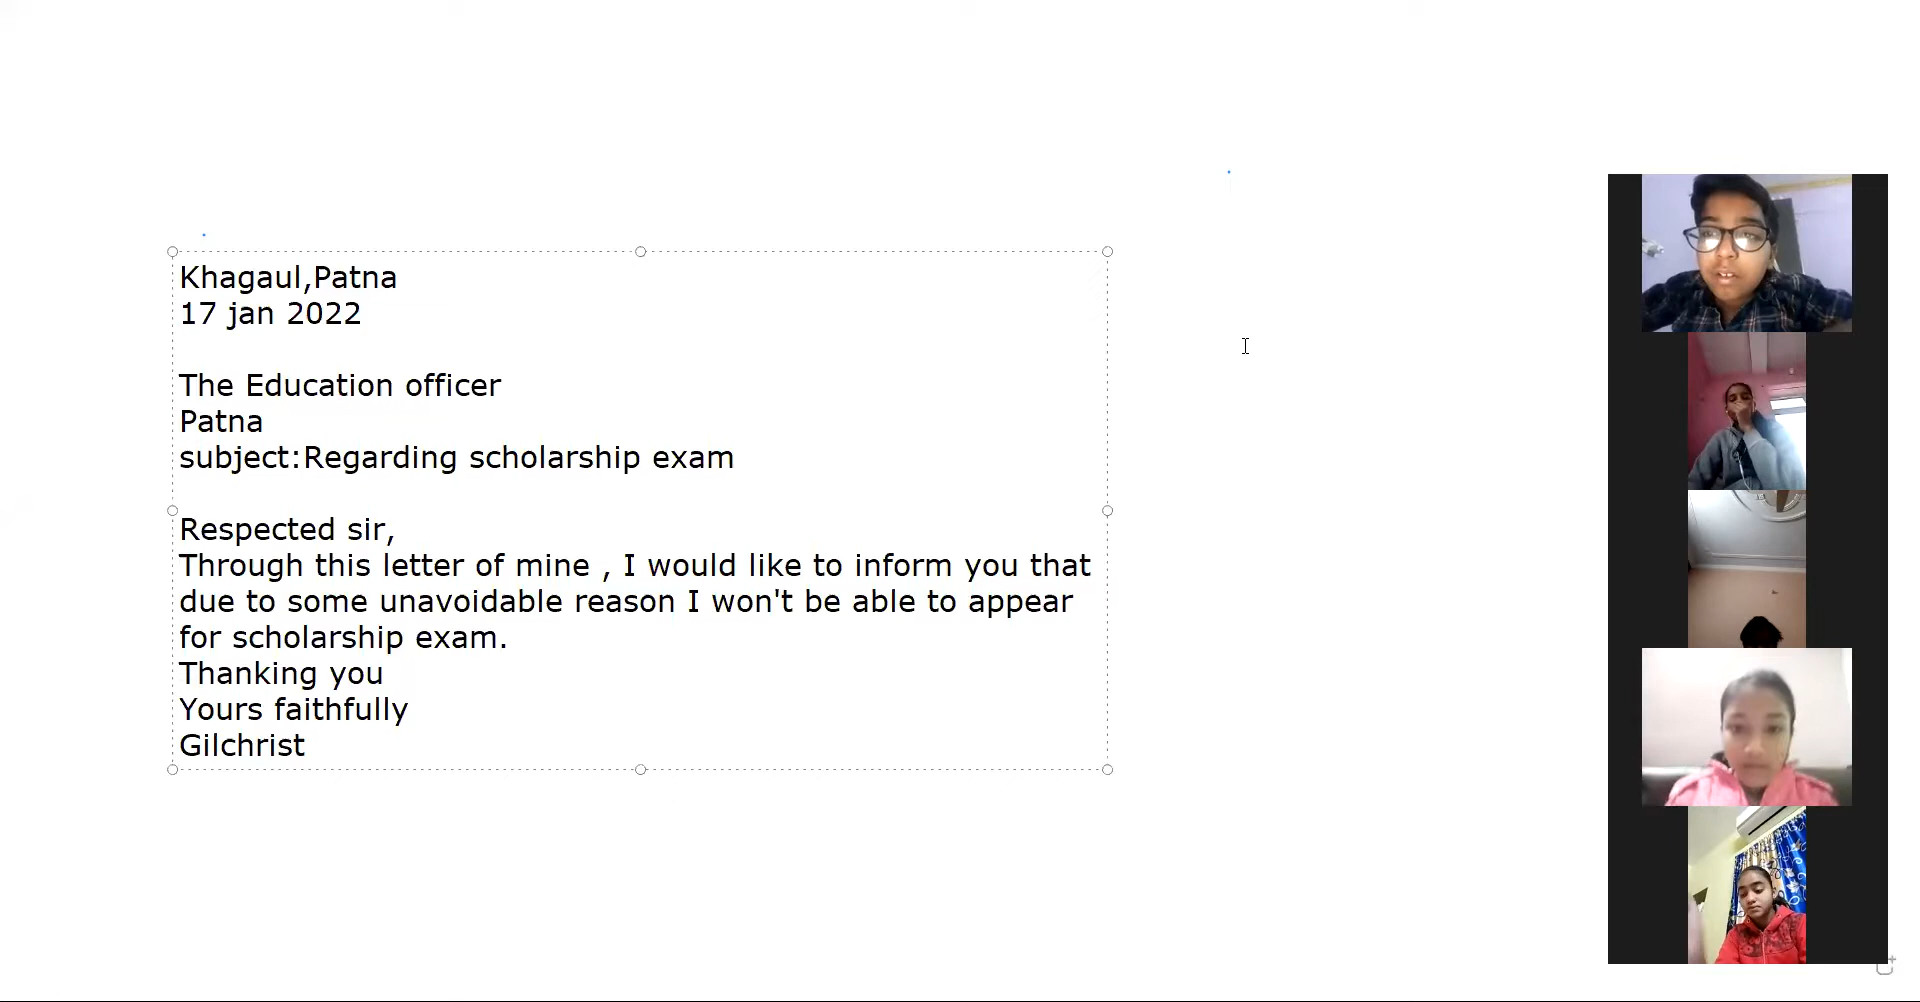 Khagaul,Patna
17 jan 2022
The Education officer
Patna
subject:Regarding scholarship exam
Respected sir,
Through this letter of mine , I would like to inform you that
due to some unavoidable reason I won't be able to appear
for scholarship exam.
Thanking you
Yours faithfully
Gilchrist